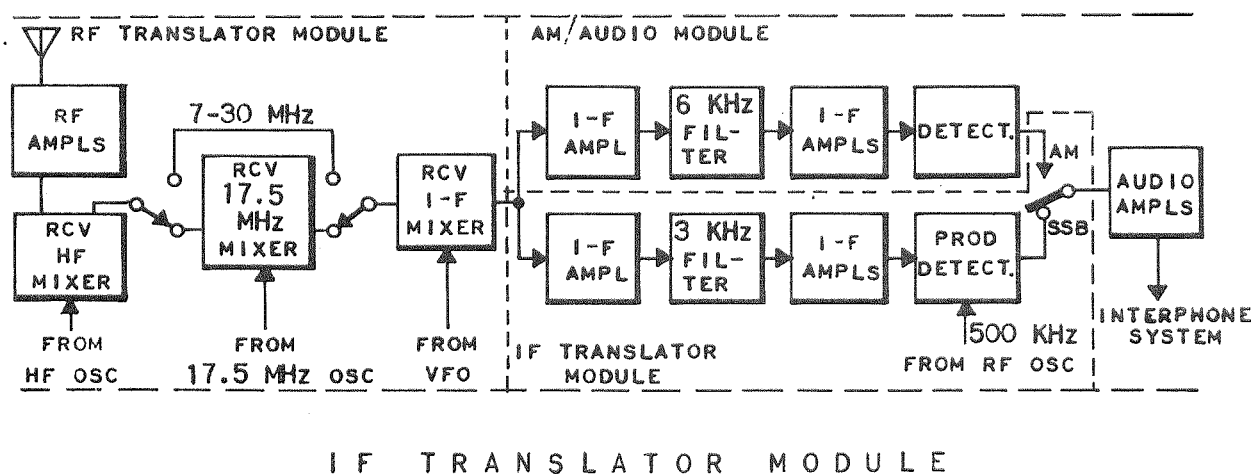 RF TRANSLATOR MODULE
AM/AUDIO MODULE
RF
AMPLS
7-30 MHz
RCV
HF
MIXER
RCV
17.5
MHz
MIXER
RCV
I-F
MIXER
I-F
AMPL
6 KHz
FIL-
TER
I-F
AMPLS
DETECT.
AM
SSB
AUDIO
AMPLS
I-F
AMPL
3 KHz
FIL-
TER
I-F
AMPLS
PROD
DETECT.
INTERPHONE
SYSTEM
FROM
HF OSC
FROM
17.5 MHz OSC
FROM
VFO
IF TRANSLATOR
MODULE
500 KHz
FROM RF OSC
IF TRANSLATOR MODULE